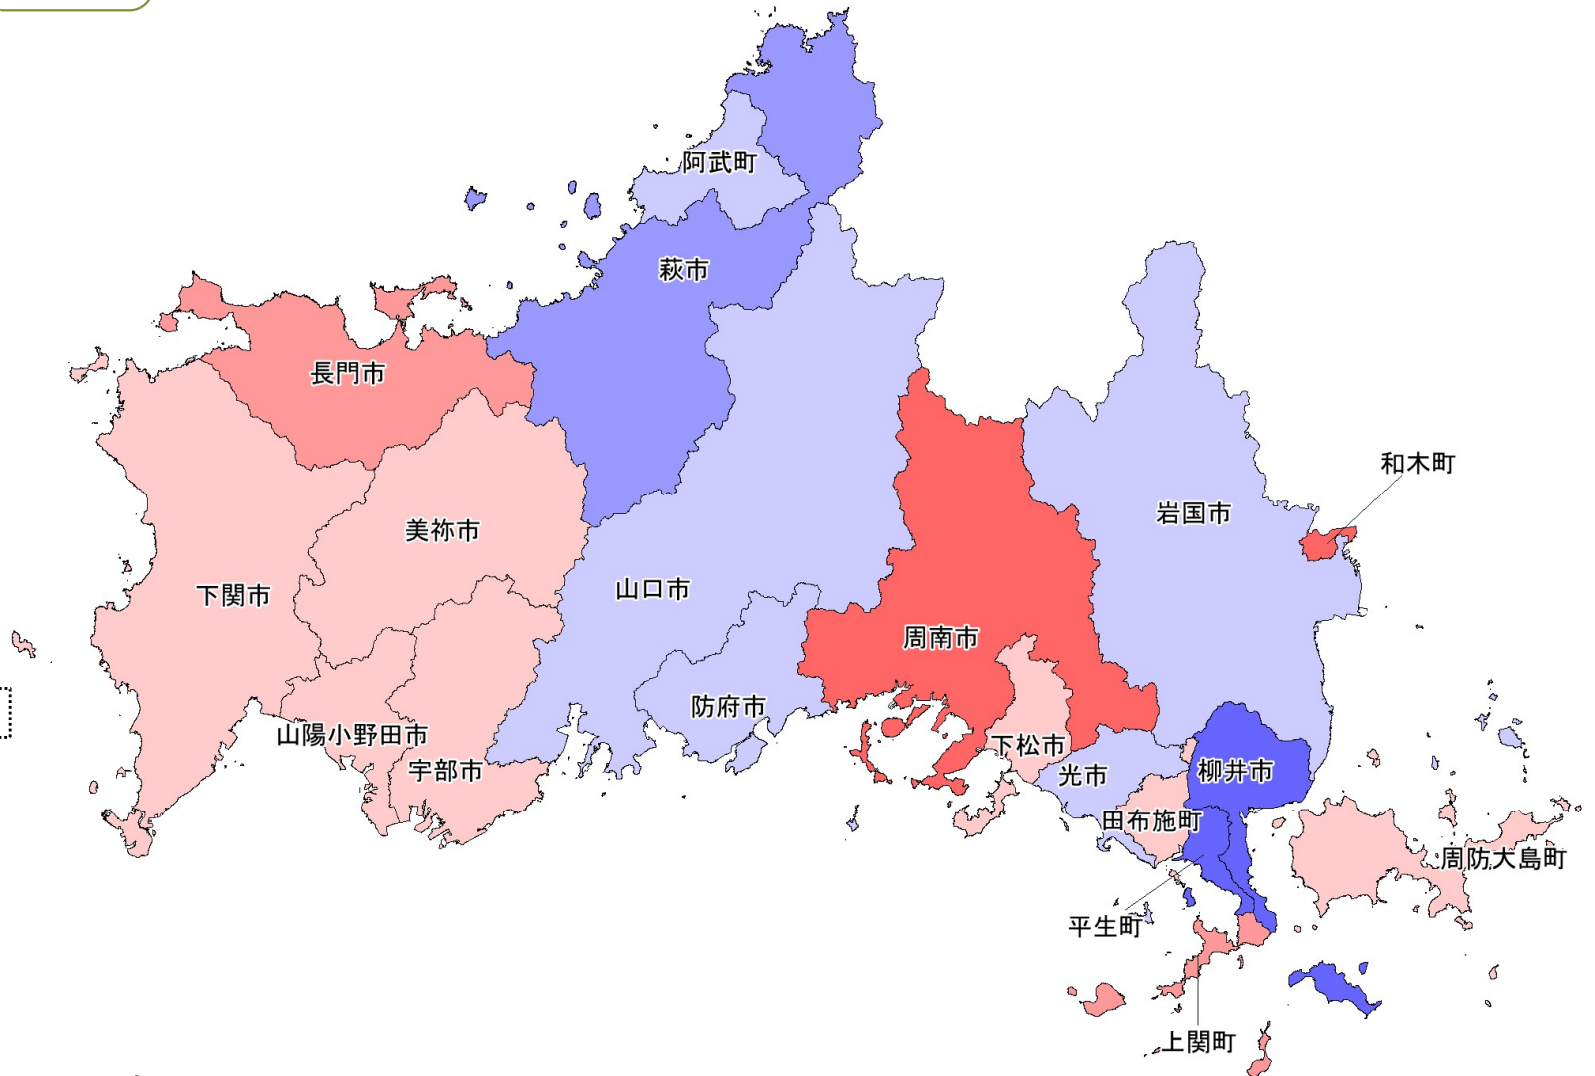 阿武町
萩市
長門市
和木町
岩国市
美祢市
山口市
下関市
周南市
防府市
山陽小野田市
下松市
宇部市
光市
柳井市
田布施町
周防大島町
平生町
上関町